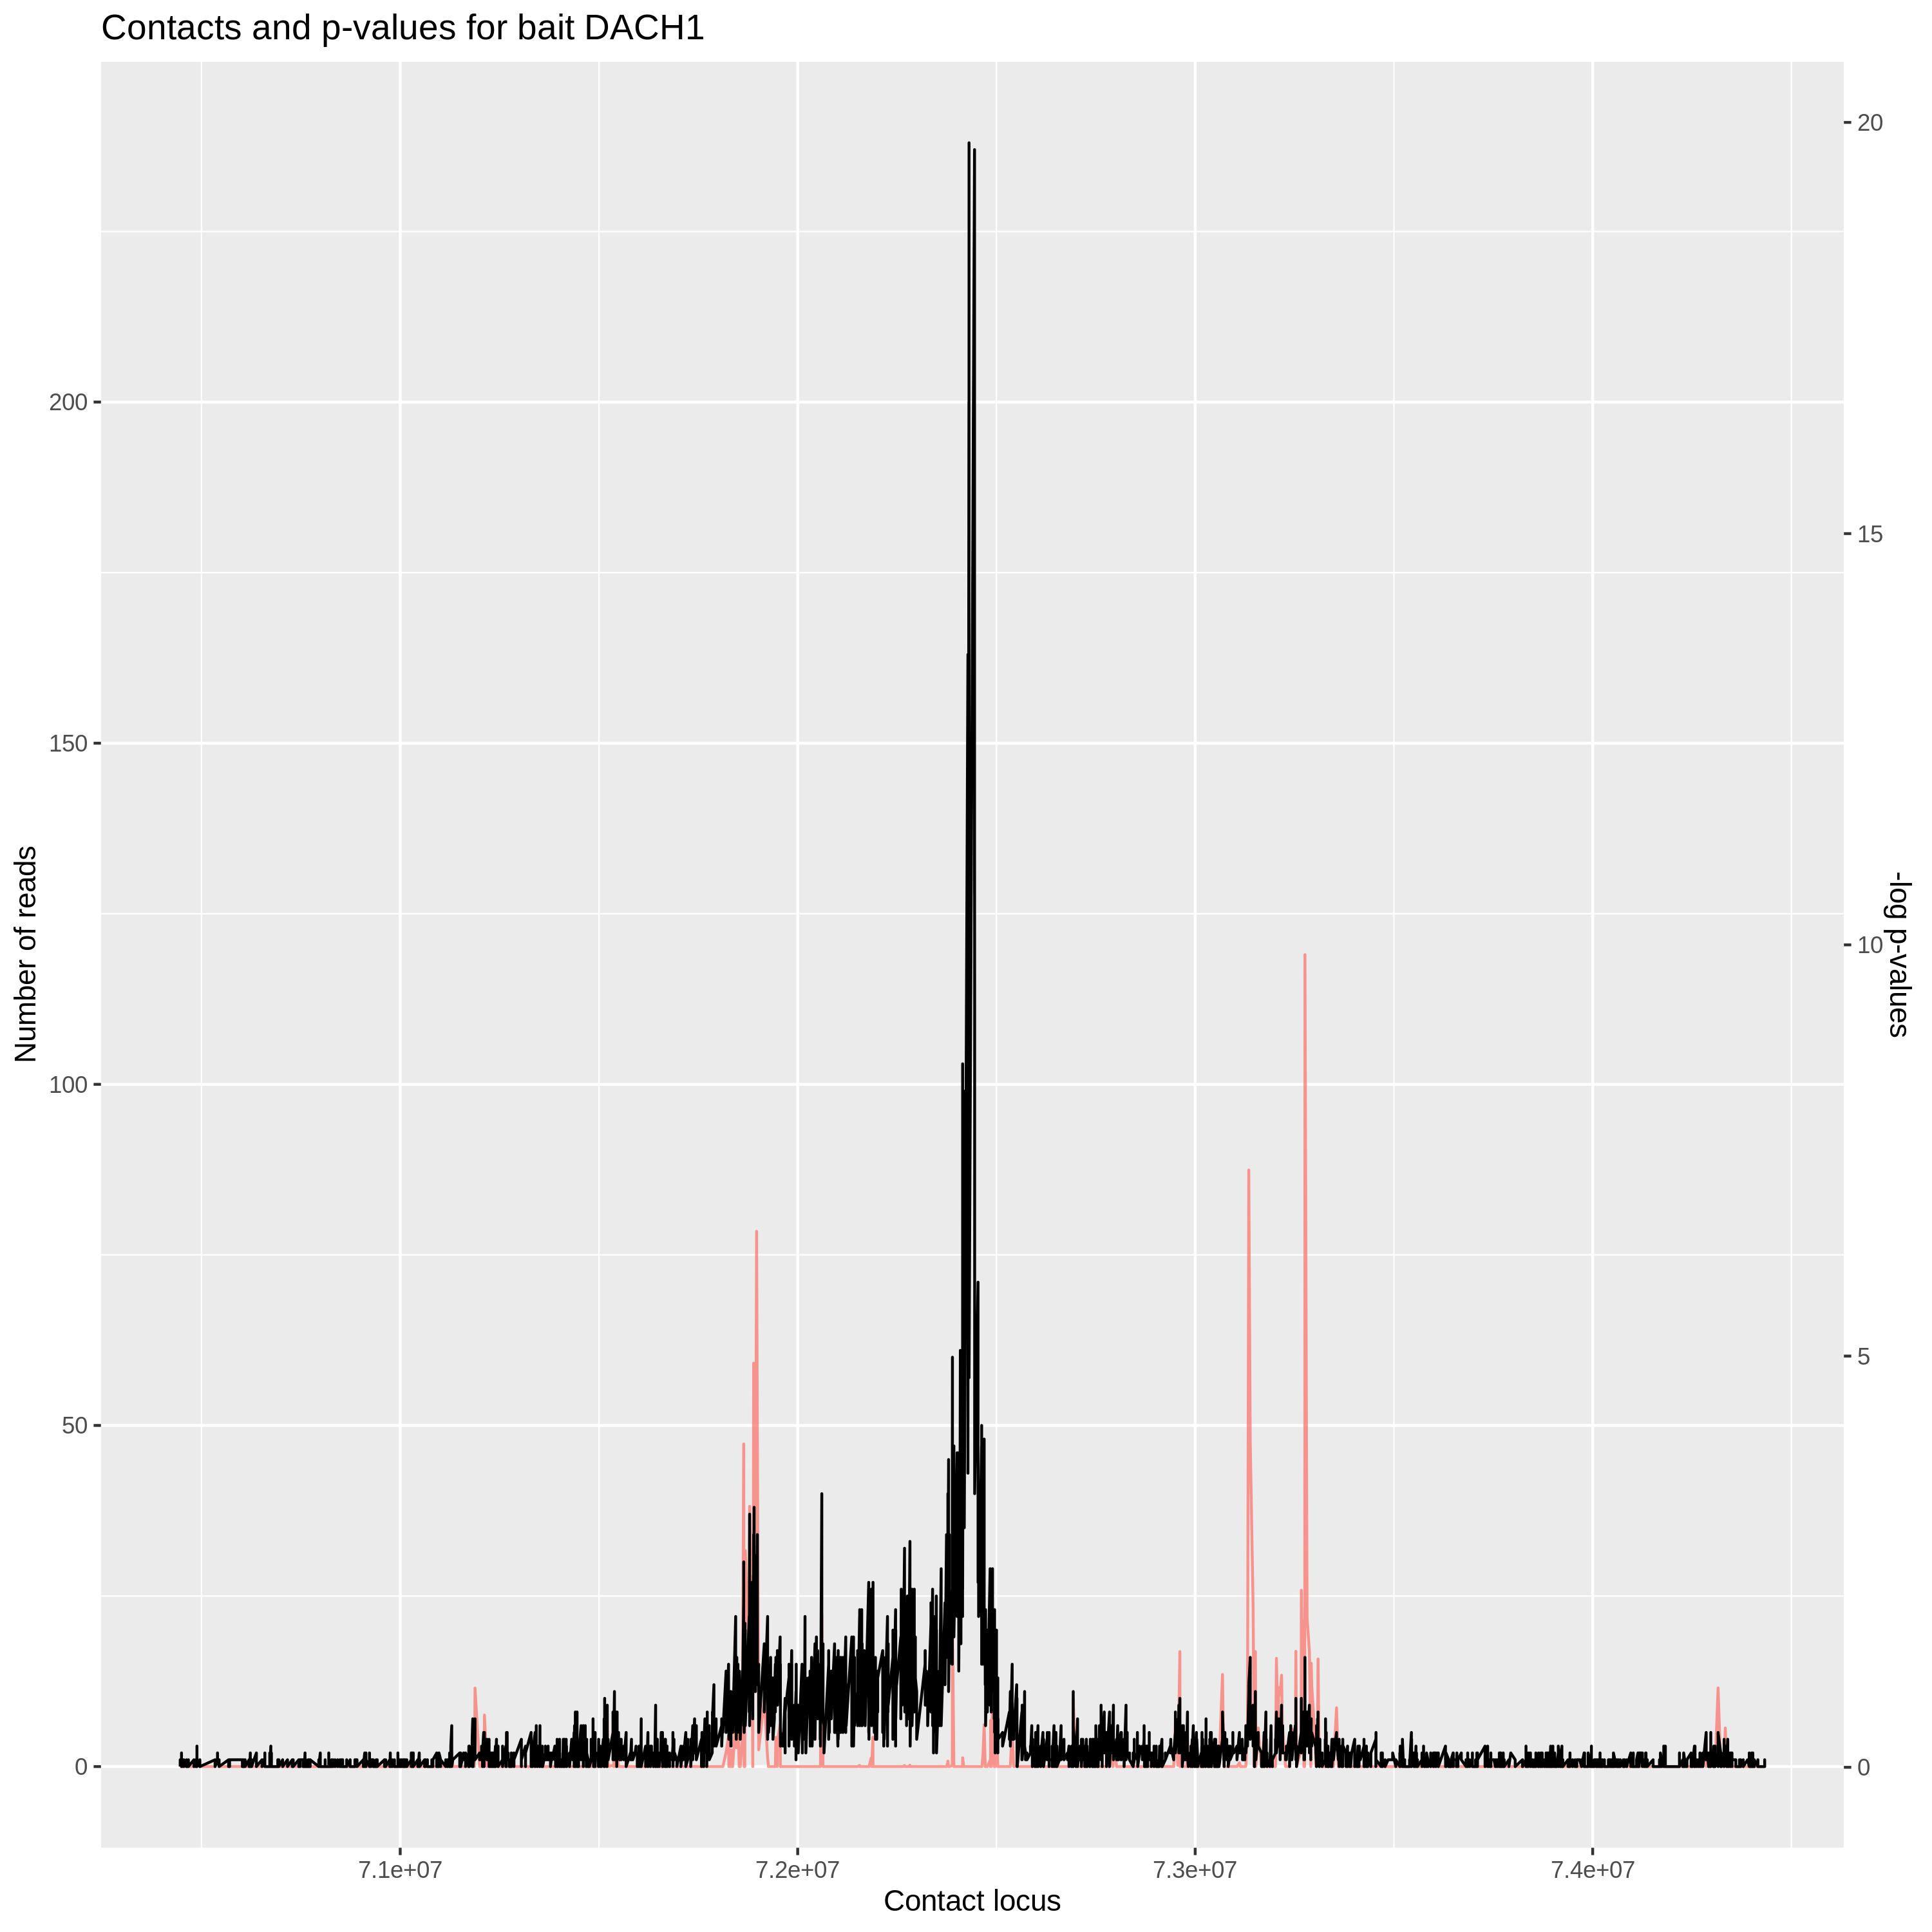 Contacts and p-values for bait DACH1
200
150
100
50
0
20
15
10
5
0
Number of reads
-log p-values
7.1e+07
7.2e+07
7.3e+07
7.4e+07
Contact locus